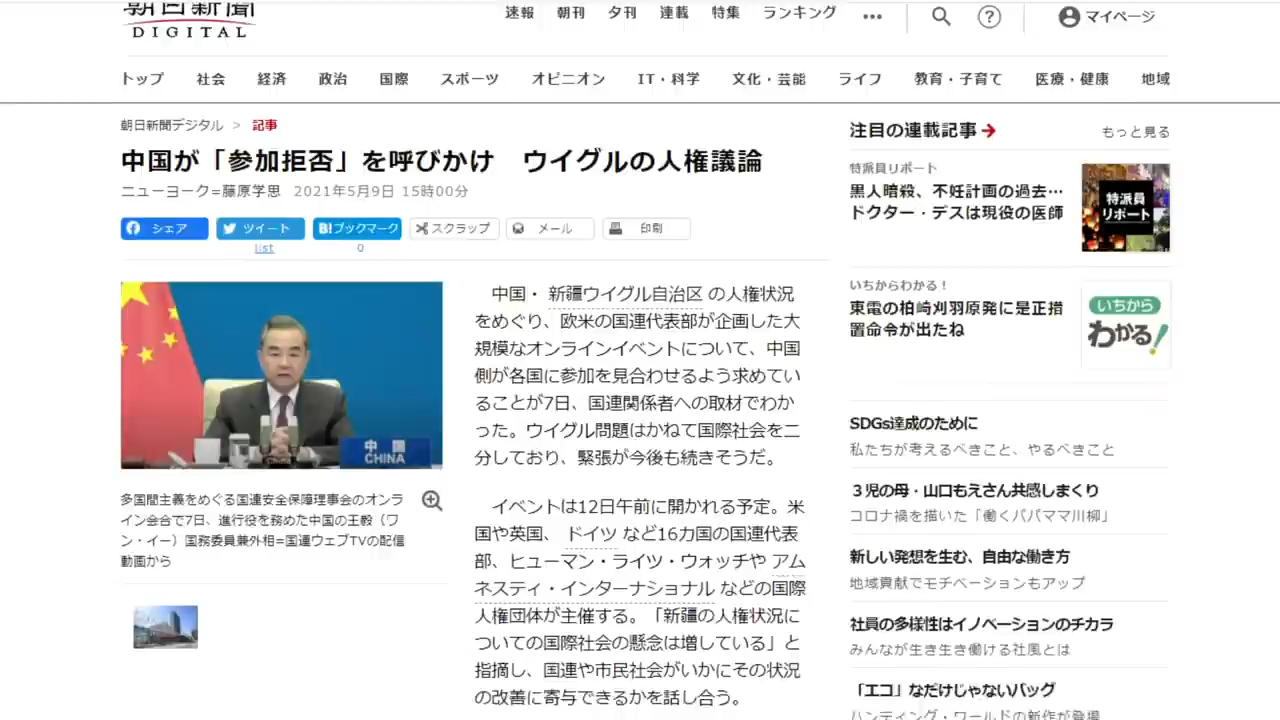 朝日新聞
DIGITAL
速報 朝刊 夕刊 連載 特集 ランキング ••• ? マイページ
トップ 社会 経済 政治 国際 スポーツ オピニオン IT・科学 文化・芸能 ライフ 教育・子育て 医療・健康 地域
朝日新聞デジタル > 記事
中国が「参加拒否」を呼びかけ ウイグルの人権議論
ニューヨーク=藤原学思 2021年5月9日 15時00分
シェア ツイート B!ブックマーク スクラップ メール 印刷
list 0
中国
CHINA
多国間主義をめぐる国連安全保障理事会のオンラ
イン会合で7日、進行役を務めた中国の王毅（ワ
ン・イー）国務委員兼外相=国連ウェブTVの配信
動画から
中国・ 新疆ウイグル自治区 の人権状況
をめぐり、欧米の国連代表部が企画した大
規模なオンラインイベントについて、中国
側が各国に参加を見合わせるよう求めてい
ることが7日、国連関係者への取材でわか
った。ウイグル問題はかねて国際社会を二
分しており、緊張が今後も続きそうだ。
イベントは12日午前に開かれる予定。米
国や英国、 ドイツ など16カ国の国連代表
部、ヒューマン・ライツ・ウォッチや アム
ネスティ・インターナショナル などの国際
人権団体が主催する。「新疆の人権状況に
ついての国際社会の懸念は増している」と
指摘し、国連や市民社会がいかにその状況
の改善に寄与できるかを話し合う。
注目の連載記事 もっと見る
特派員リポート
黒人暗殺、不妊計画の過去…
ドクター・デスは現役の医師
特派員
リポート
いちからわかる！
東電の柏崎刈羽原発に是正措
置命令が出たね
いちから
わかる!
SDGs達成のために
私たちが考えるべきこと、やるべきこと
３児の母・山口もえさん共感しまくり
コロナ禍を描いた「働くパパママ川柳」
新しい発想を生む、自由な働き方
地域貢献でモチベーションもアップ
社員の多様性はイノベーションのチカラ
みんなが生き生き働ける社風とは
「エコ」なだけじゃないバッグ
ハンティング・ワールドの新作が登場